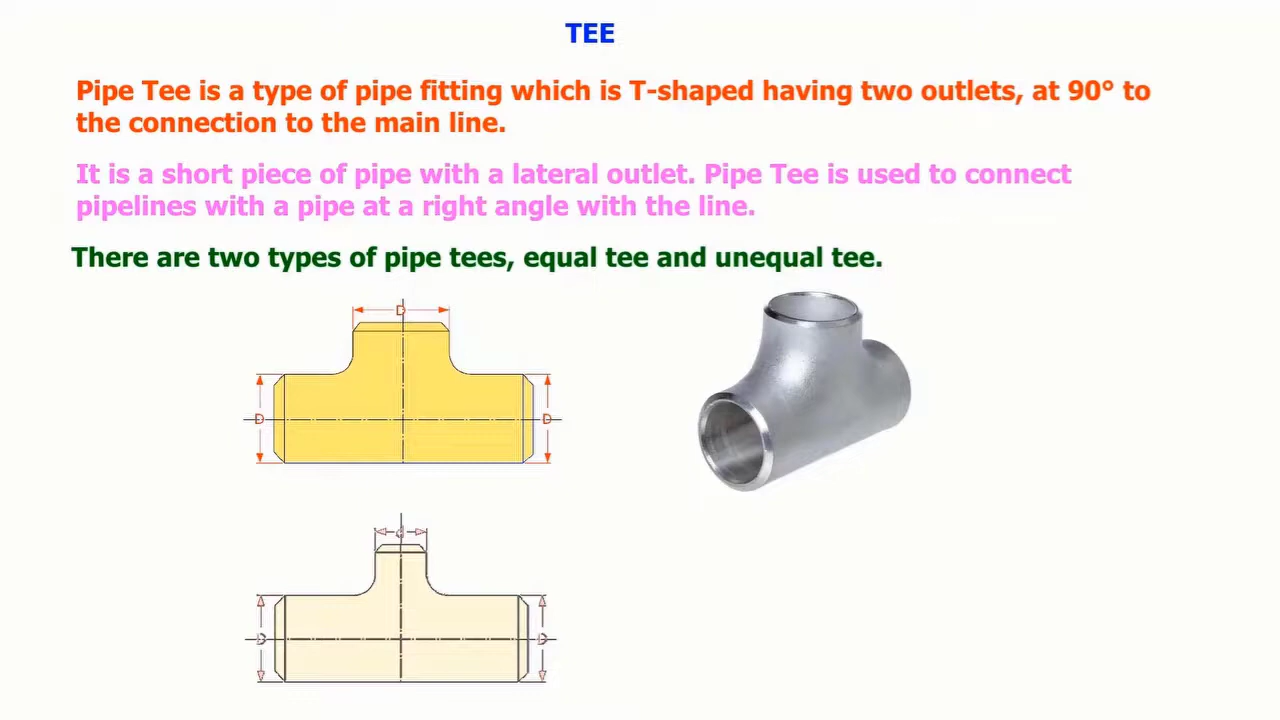 TEE
Pipe Tee is a type of pipe fitting which is T-shaped having two outlets, at 90° to
the connection to the main line.
It is a short piece of pipe with a lateral outlet. Pipe Tee is used to connect
pipelines with a pipe at a right angle with the line.
There are two types of pipe tees, equal tee and unequal tee.
D
D D
d
D D